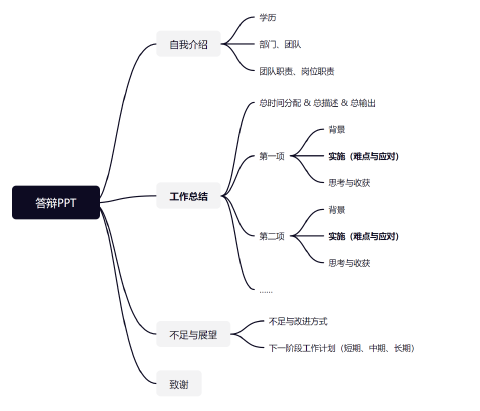 答辩PPT
自我介绍
学历
部门、团队
团队职责、岗位职责
工作总结
总时间分配 & 总描述 & 总输出
第一项
背景
实施（难点与应对）
思考与收获
第二项
背景
实施（难点与应对）
思考与收获
......
不足与展望
不足与改进方式
下一阶段工作计划（短期、中期、长期）
致谢